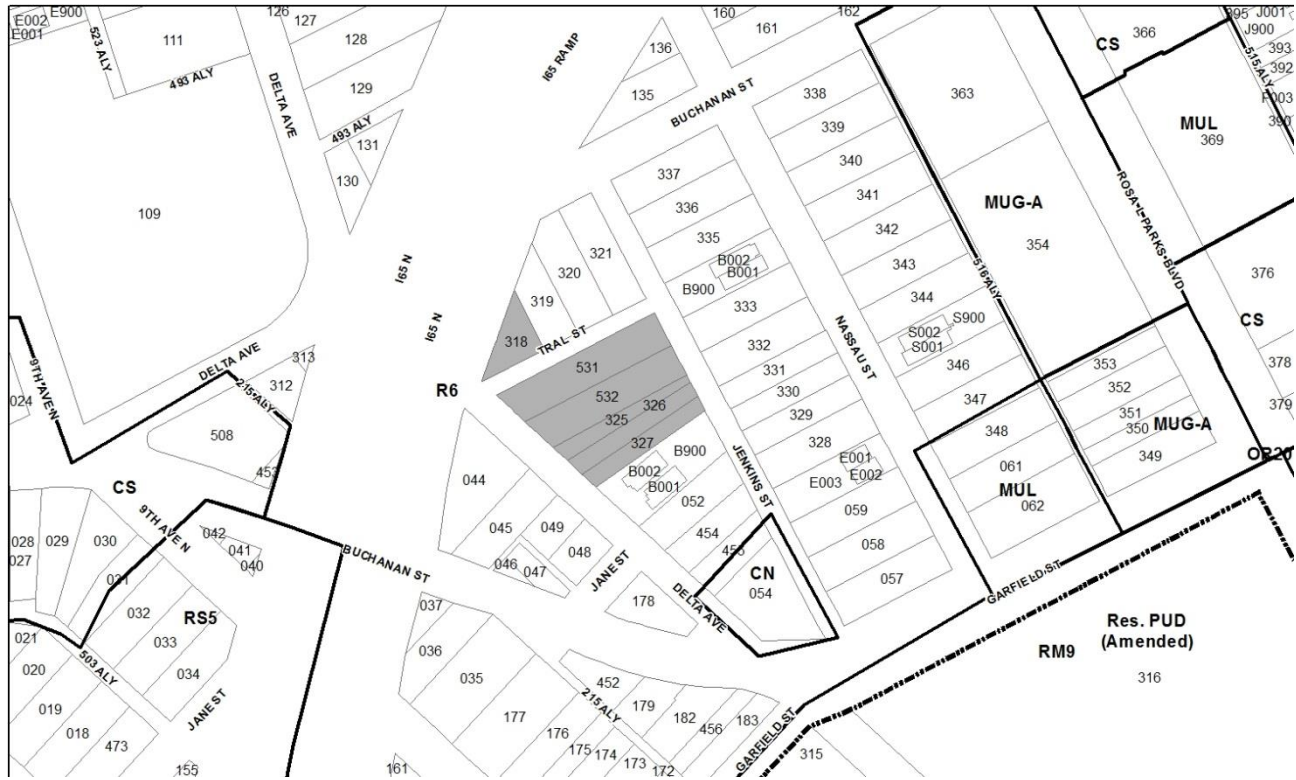 E002
E900
E001
523 ALY
111
493 ALY
126
127
128
129
DELTA AVE
493 ALY
131
130
109
I65 RAMP
I65 N
I65 N
160
161
162
136
135
BUCHANAN ST
338
339
340
341
342
343
344
S900
S002
S001
346
347
337
336
335
B002
B001
B900
333
332
331
330
329
328
E001
E002
E003
059
058
057
NASSAU ST
JENKINS ST
321
320
319
318
TRAL ST
531
532
326
325
327
B900
B002
B001
052
454
455
R6
363
MUG-A
354
516 ALY
ROSA L PARKS BLVD
CS
366
MUL
369
395
J001
J900
393
392
F003
390
515 ALY
376
CS
378
379
353
352
351
350
349
MUG-A
OR20
348
061
MUL
062
GARFIELD ST
CN
054
DELTA AVE
178
044
045
049
048
046
047
JANE ST
DELTA AVE
215 ALY
313
312
508
453
9TH AVE N
024
CS
9TH AVE N
028
027
029
030
031
042
041
040
032
RS5
033
034
BUCHANAN ST
021
020
503 ALY
019
018
473
JANE ST
155
037
036
035
177
176
175
174
173
172
161
215 ALY
452
179
182
456
183
GARFIELD ST
315
RM9
Res. PUD
(Amended)
316